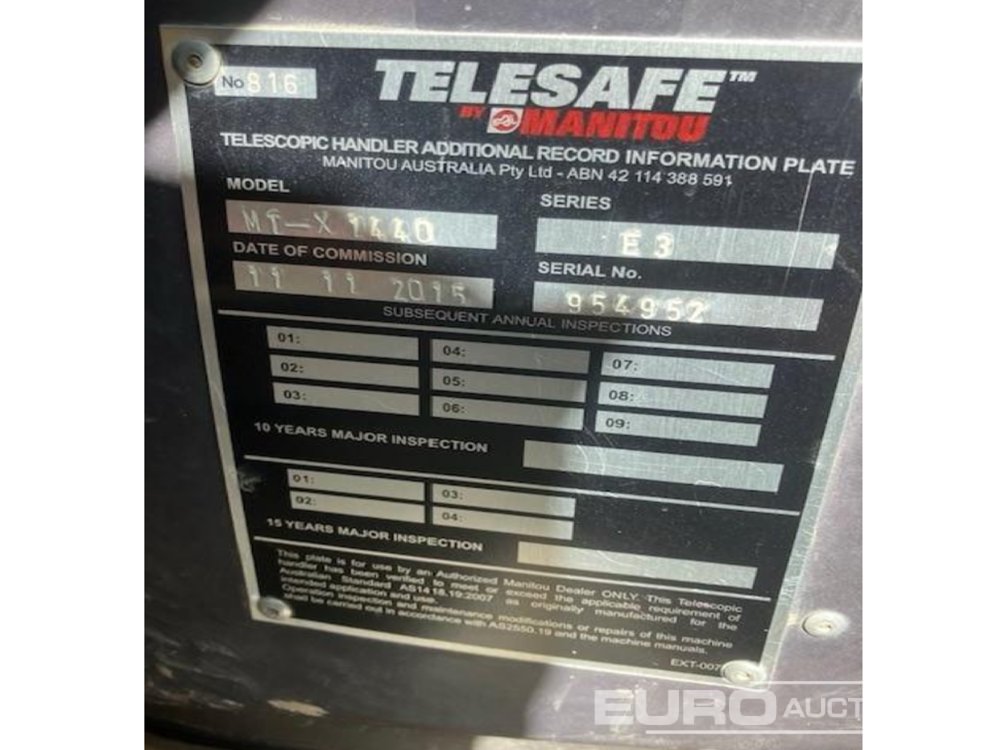 No 816
TELESAFE™
BY MANITOU
TELESCOPIC HANDLER ADDITIONAL RECORD INFORMATION PLATE
MANITOU AUSTRALIA Pty Ltd - ABN 42 114 388 591
MODEL
MT-X 1440
SERIES
E3
DATE OF COMMISSION
11 11 2015
SERIAL No.
954952
SUBSEQUENT ANNUAL INSPECTIONS
01:
02:
03:
04:
05:
06:
07:
08:
09:
10 YEARS MAJOR INSPECTION
01:
02:
03:
04:
15 YEARS MAJOR INSPECTION
This plate is for use by an Authorized Manitou Dealer ONLY. This Telescopic
handler has been verified to meet or exceed the applicable requirement of
Australian Standard AS1418.19:2007 as originally manufactured for the
intended application and use.
Operation inspection and maintenance modifications or repairs of this machine
shall be carried out in accordance with AS2550.19 and the machine manuals.
EXT-007
EURO AUCT